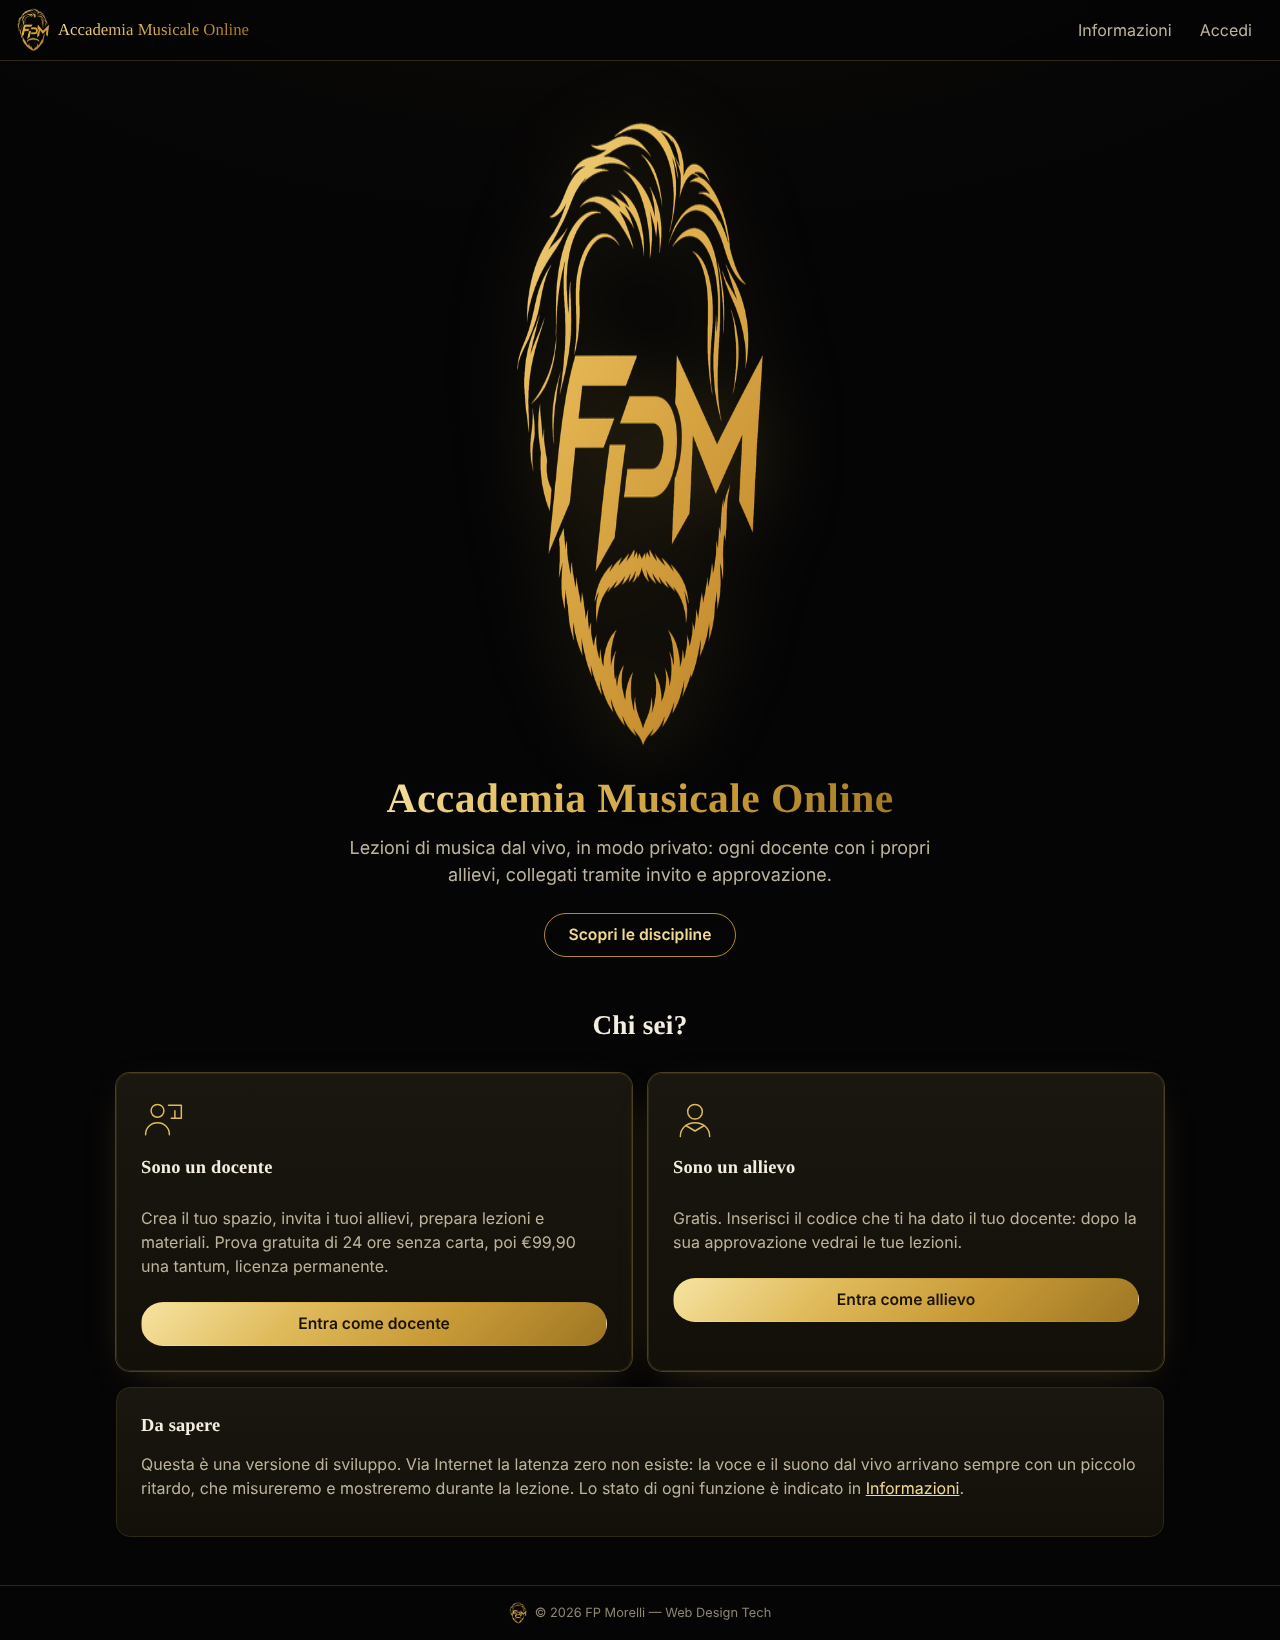 FPM Accademia Musicale Online
Informazioni Accedi
FPM
Accademia Musicale Online
Lezioni di musica dal vivo, in modo privato: ogni docente con i propri
allievi, collegati tramite invito e approvazione.
Scopri le discipline
Chi sei?
Sono un docente
Crea il tuo spazio, invita i tuoi allievi, prepara lezioni e
materiali. Prova gratuita di 24 ore senza carta, poi €99,90
una tantum, licenza permanente.
Entra come docente
Sono un allievo
Gratis. Inserisci il codice che ti ha dato il tuo docente: dopo la
sua approvazione vedrai le tue lezioni.
Entra come allievo
Da sapere
Questa è una versione di sviluppo. Via Internet la latenza zero non esiste: la voce e il suono dal vivo arrivano sempre con un piccolo
ritardo, che misureremo e mostreremo durante la lezione. Lo stato di ogni funzione è indicato in Informazioni.
FPM © 2026 FP Morelli — Web Design Tech